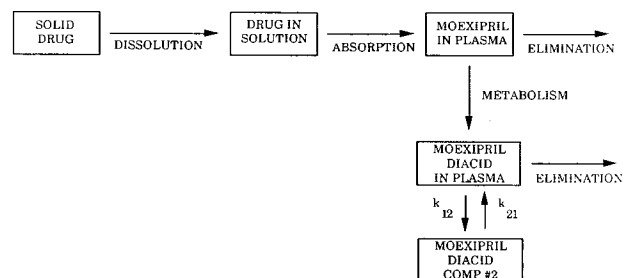 SOLID
DRUG
DISSOLUTION
DRUG IN
SOLUTION
ABSORPTION
MOEXIPRIL
IN PLASMA
ELIMINATION
METABOLISM
MOEXIPRIL
DIACID
IN PLASMA
ELIMINATION
k 12
k 21
MOEXIPRIL
DIACID
COMP #2